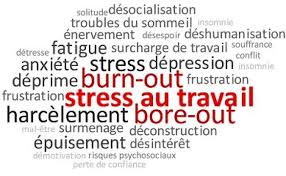 solitude désocialisation
troubles du sommeil insomnie
énervement désespoir déshumanisation
fatigue surcharge de travail souffrance
détresse conflit
anxiété stress dépression insomnie
déprime burn-out frustration
frustration stress au travail
harcèlement bore-out
mal-être surmenage déconstruction
épuisement désintérêt
démotivation risques psychosociaux
perte de confiance